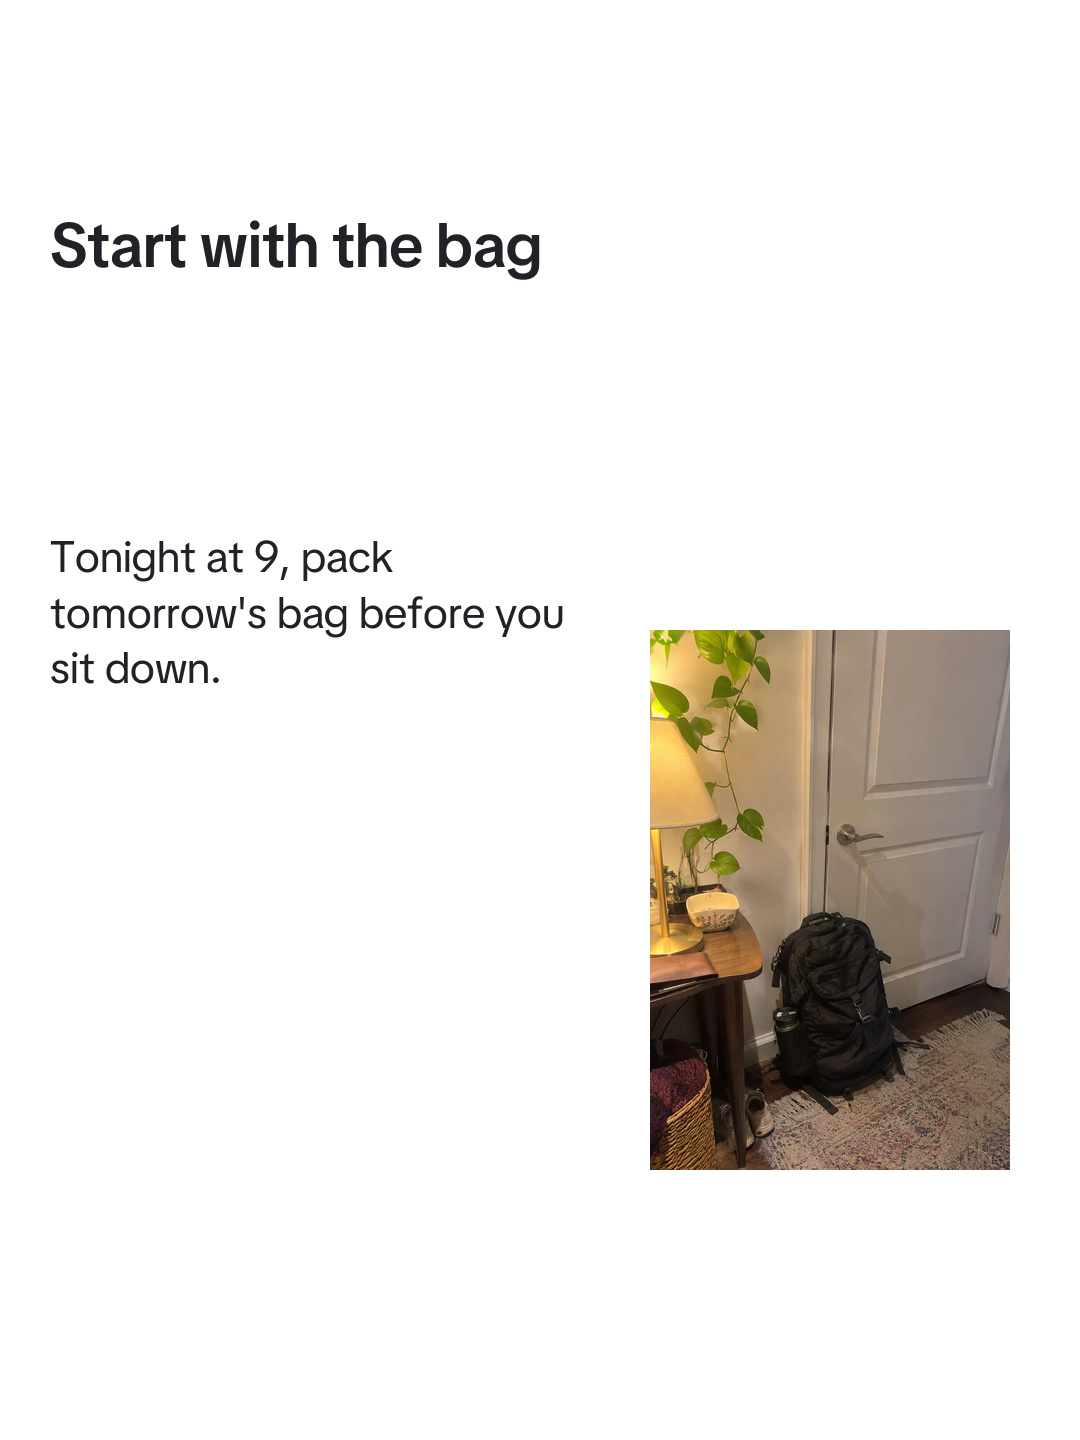 Start with the bag
Tonight at 9, pack
tomorrow's bag before you
sit down.